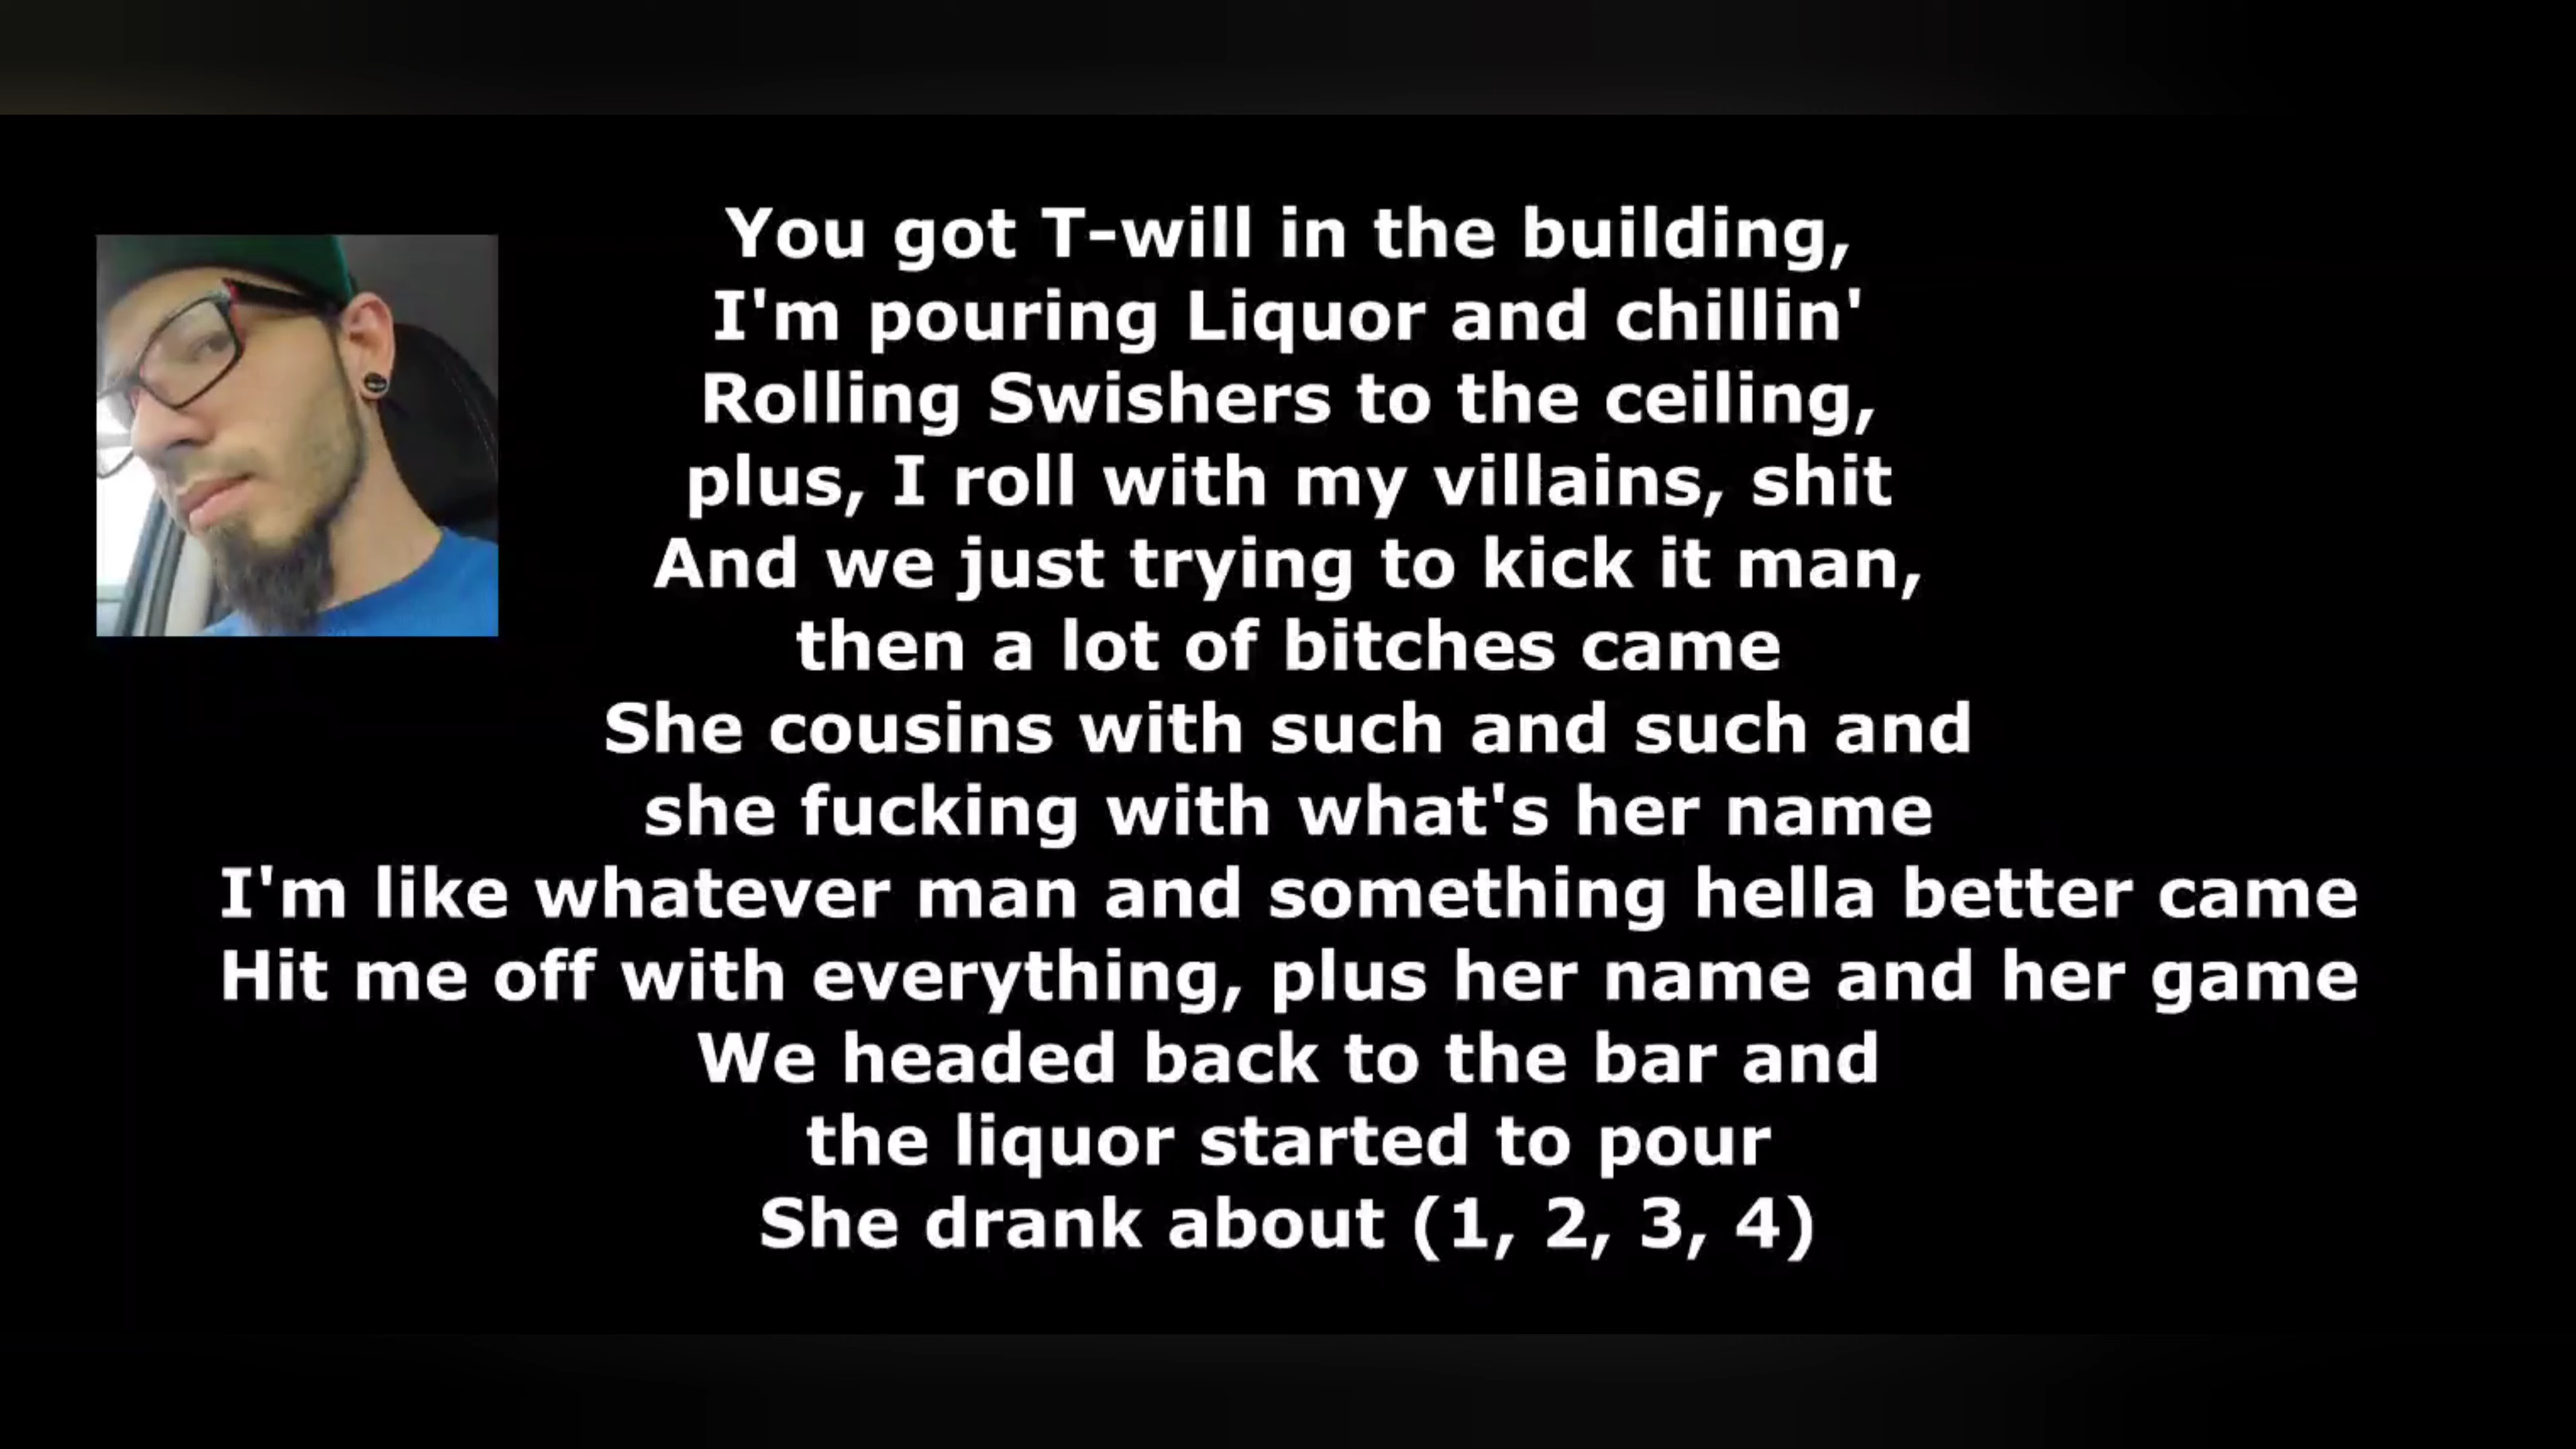 You got T-will in the building,
I'm pouring Liquor and chillin'
Rolling Swishers to the ceiling,
plus, I roll with my villains, shit
And we just trying to kick it man,
then a lot of bitches came
She cousins with such and such and
she fucking with what's her name
I'm like whatever man and something hella better came
Hit me off with everything, plus her name and her game
We headed back to the bar and
the liquor started to pour
She drank about (1, 2, 3, 4)